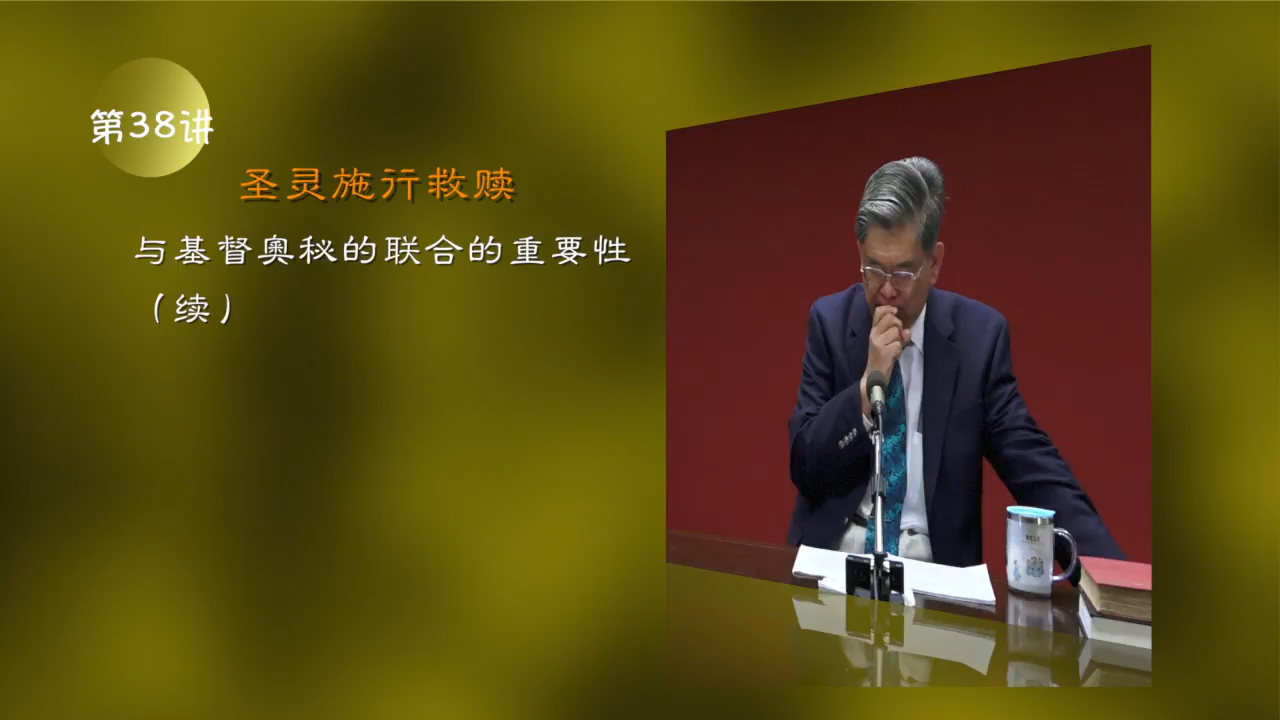 第38讲
圣灵施行救赎
与基督奥秘的联合的重要性
（续）